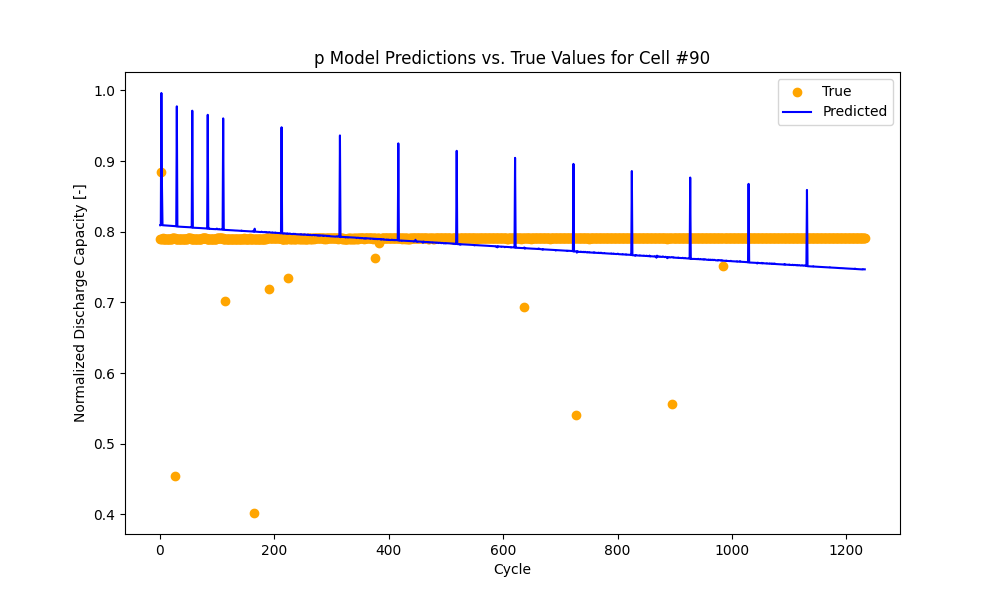 p Model Predictions vs. True Values for Cell #90
True
Predicted
Normalized Discharge Capacity [-]
1.0
0.9
0.8
0.7
0.6
0.5
0.4
0
200
400
600
800
1000
1200
Cycle